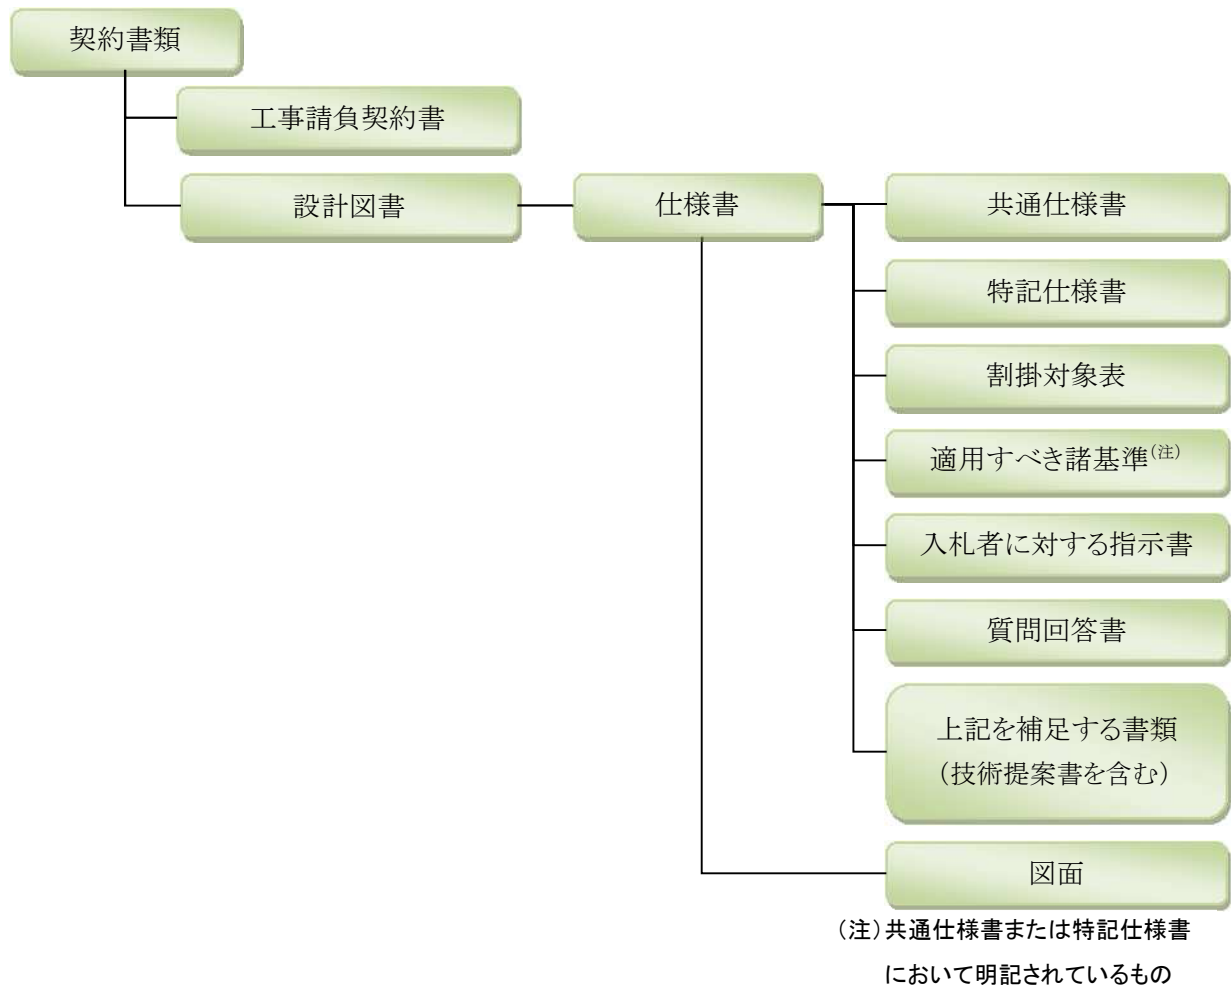 契約書類
工事請負契約書
設計図書
仕様書
共通仕様書
特記仕様書
割掛対象表
適用すべき諸基準(注)
入札者に対する指示書
質問回答書
上記を補足する書類
(技術提案書を含む)
図面
(注)共通仕様書または特記仕様書
において明記されているもの